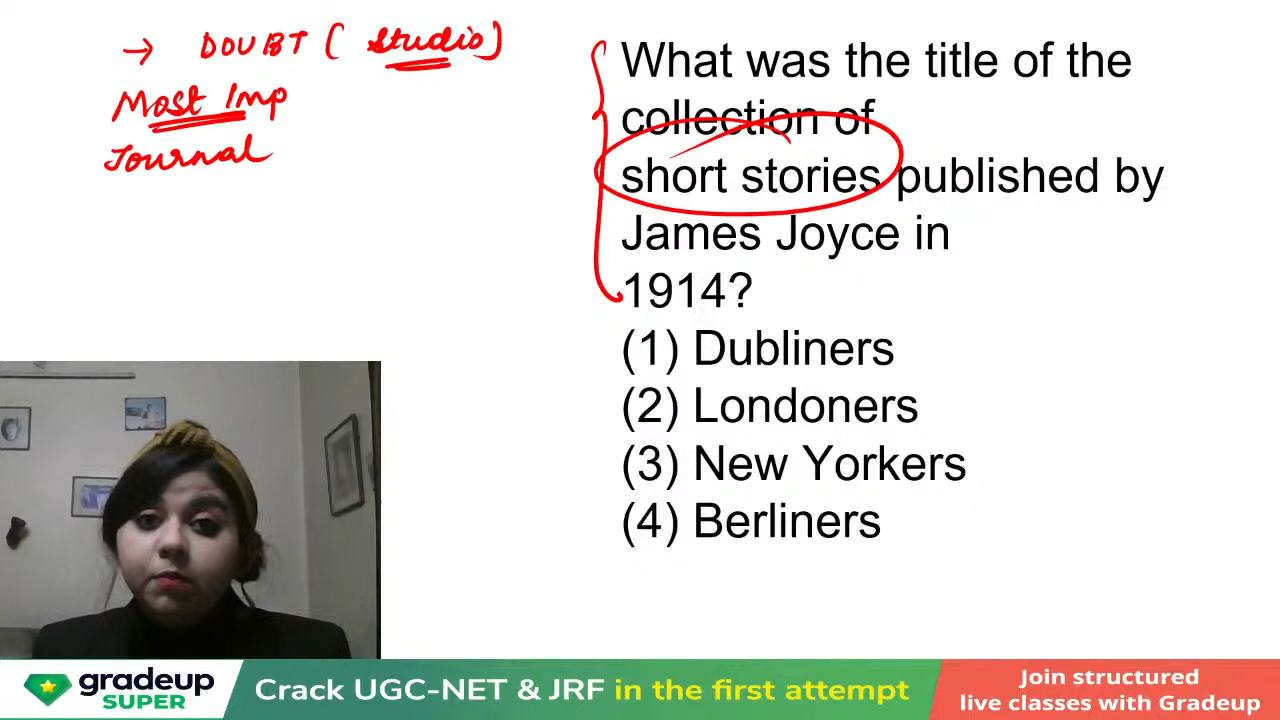 → DOUBT (Studio)
Most Imp
Journal
What was the title of the
collection of
short stories published by
James Joyce in
1914?
(1) Dubliners
(2) Londoners
(3) New Yorkers
(4) Berliners
gradeup
SUPER
Crack UGC-NET & JRF in the first attempt
Join structured
live classes with Gradeup